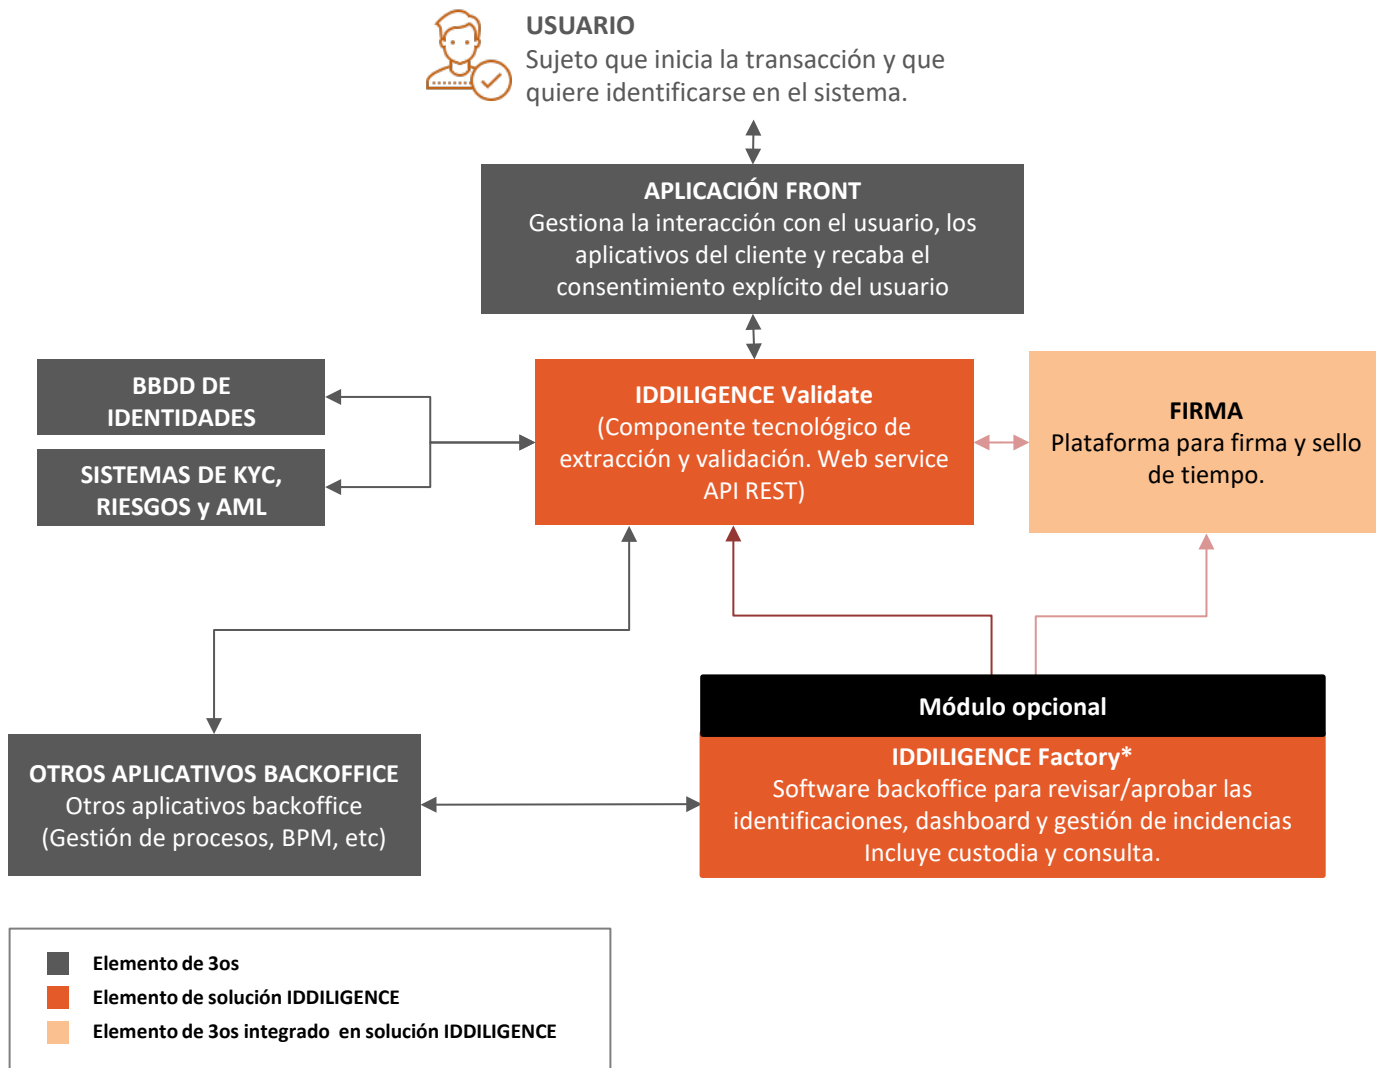 USUARIO
Sujeto que inicia la transacción y que
quiere identificarse en el sistema.
APLICACIÓN FRONT
Gestiona la interacción con el usuario, los
aplicativos del cliente y recaba el
consentimiento explícito del usuario
BBDD DE
IDENTIDADES
SISTEMAS DE KYC,
RIESGOS y AML
IDDILIGENCE Validate
(Componente tecnológico de
extracción y validación. Web service
API REST)
FIRMA
Plataforma para firma y sello
de tiempo.
OTROS APLICATIVOS BACKOFFICE
Otros aplicativos backoffice
(Gestión de procesos, BPM, etc)
Módulo opcional
IDDILIGENCE Factory*
Software backoffice para revisar/aprobar las
identificaciones, dashboard y gestión de incidencias
Incluye custodia y consulta.
Elemento de 3os
Elemento de solución IDDILIGENCE
Elemento de 3os integrado en solución IDDILIGENCE